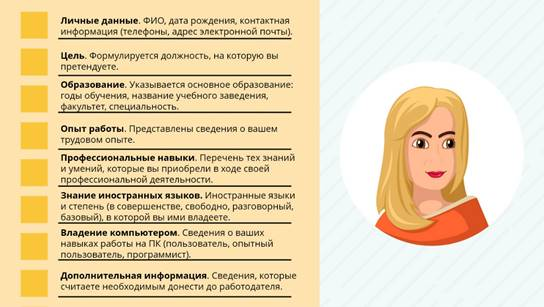 Личные данные. ФИО, дата рождения, контактная
информация (телефоны, адрес электронной почты).
Цель. Формулируется должность, на которую вы
претендуете.
Образование. Указывается основное образование:
годы обучения, название учебного заведения,
факультет, специальность.
Опыт работы. Представлены сведения о вашем
трудовом опыте.
Профессиональные навыки. Перечень тех знаний
и умений, которые вы приобрели в ходе своей
профессиональной деятельности.
Знание иностранных языков. Иностранные языки
и степень (в совершенстве, свободно, разговорный,
базовый), в которой вы ими владеете.
Владение компьютером. Сведения о ваших
навыках работы на ПК (пользователь, опытный
пользователь, программист).
Дополнительная информация. Сведения, которые
считаете необходимым донести до работодателя.